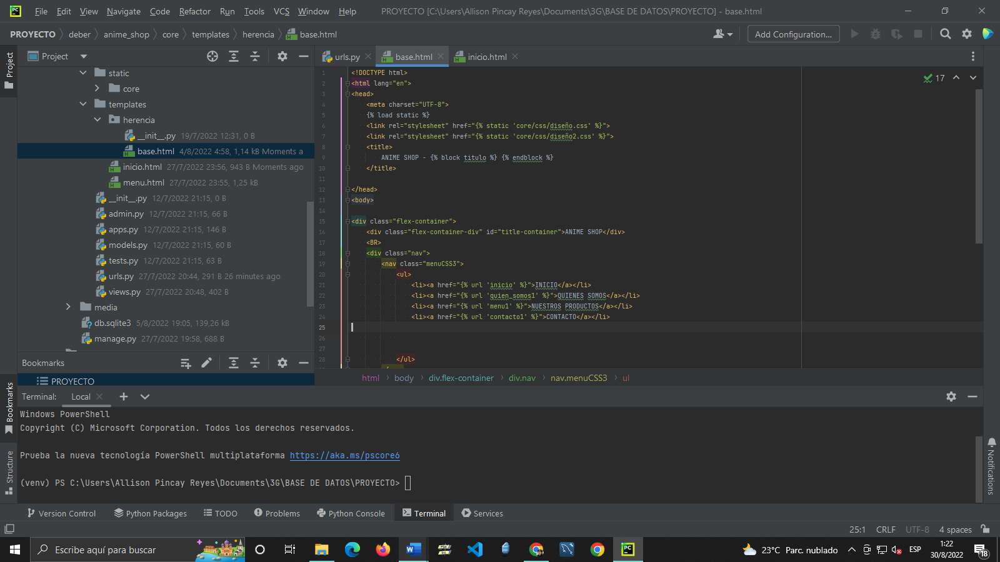 File Edit View Navigate Code Refactor Run Tools VCS Window Help PROYECTO [C:\Users\Allison Pincay Reyes\Documents\3G\BASE DE DATOS\PROYECTO] - base.html
PROYECTO deber anime_shop core templates herencia base.html Add Configuration...
Project
urls.py base.html inicio.html
static
core
templates
herencia
__init__.py 19/7/2022 12:31, 0 B
base.html 4/8/2022 4:58, 1,14 kB Moments a
inicio.html 27/7/2022 23:56, 943 B Moments ago
menu.html 27/7/2022 23:55, 1,25 kB
__init__.py 12/7/2022 21:15, 0 B
admin.py 12/7/2022 21:15, 66 B
apps.py 12/7/2022 21:15, 146 B
models.py 12/7/2022 21:15, 60 B
tests.py 12/7/2022 21:15, 63 B
urls.py 27/7/2022 20:44, 291 B 26 minutes ago
views.py 27/7/2022 20:48, 402 B
media
db.sqlite3 5/8/2022 19:05, 139,26 kB
manage.py 27/7/2022 19:58, 688 B
Bookmarks
PROYECTO
17
1 <!DOCTYPE html>
2 <html lang="en">
3 <head>
4 <meta charset="UTF-8">
5 {% load static %}
6 <link rel="stylesheet" href="{% static 'core/css/diseño.css' %}">
7 <link rel="stylesheet" href="{% static 'core/css/diseño2.css' %}">
8 <title>
9 ANIME SHOP - {% block titulo %} {% endblock %}
10 </title>
11
12 </head>
13 <body>
14
15 <div class="flex-container">
16 <div class="flex-container-div" id="title-container">ANIME SHOP</div>
17 <BR>
18 <div class="nav">
19 <nav class="menuCSS3">
20 <ul>
21 <li><a href="{% url 'inicio' %}">INICIO</a></li>
22 <li><a href="{% url 'quien_somos1' %}">QUIENES SOMOS</a></li>
23 <li><a href="{% url 'menu1' %}">NUESTROS PRODUCTOS</a></li>
24 <li><a href="{% url 'contacto1' %}">CONTACTO</a></li>
25
26
27
28 </ul>
html body div.flex-container div.nav nav.menuCSS3 ul
Project
Bookmarks
Structure
Notifications
Terminal: Local
Windows PowerShell
Copyright (C) Microsoft Corporation. Todos los derechos reservados.
Prueba la nueva tecnología PowerShell multiplataforma https://aka.ms/pscore6
(venv) PS C:\Users\Allison Pincay Reyes\Documents\3G\BASE DE DATOS\PROYECTO>
Version Control Python Packages TODO Problems Python Console Terminal Services
25:1 CRLF UTF-8 4 spaces
Escribe aquí para buscar
23°C Parc. nublado ESP
1:22
30/8/2022
18